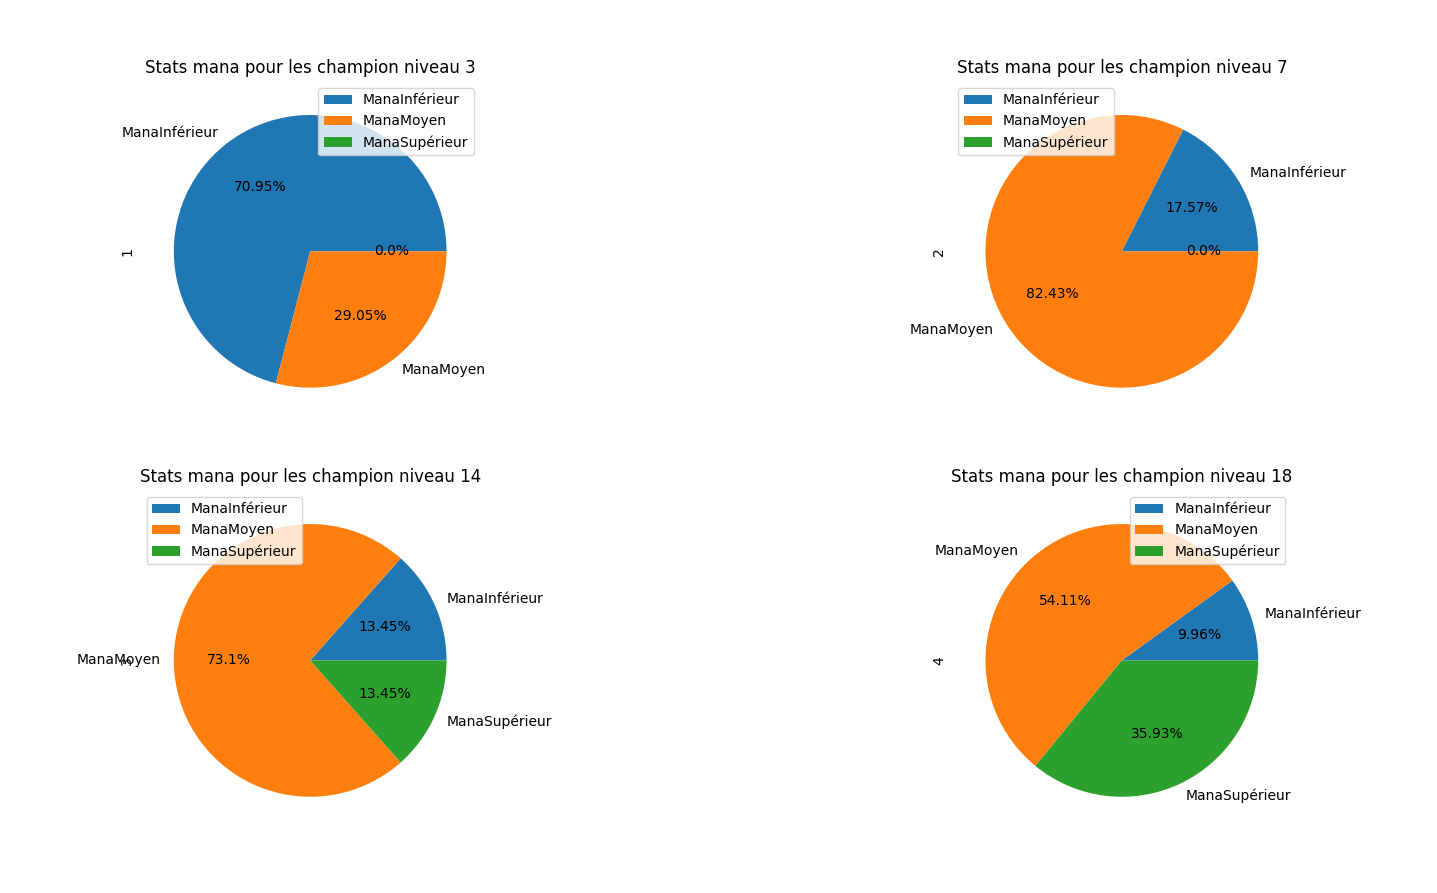 Stats mana pour les champion niveau 3
ManaInférieur
ManaMoyen
ManaSupérieur
ManaInférieur
70.95%
0.0%
1
29.05%
ManaMoyen
Stats mana pour les champion niveau 7
ManaInférieur
ManaMoyen
ManaSupérieur
ManaInférieur
17.57%
0.0%
2
82.43%
ManaMoyen
Stats mana pour les champion niveau 14
ManaInférieur
ManaMoyen
ManaSupérieur
ManaInférieur
13.45%
ManaMoyen
3
73.1%
13.45%
ManaSupérieur
Stats mana pour les champion niveau 18
ManaInférieur
ManaMoyen
ManaSupérieur
ManaMoyen
54.11%
ManaInférieur
9.96%
4
35.93%
ManaSupérieur